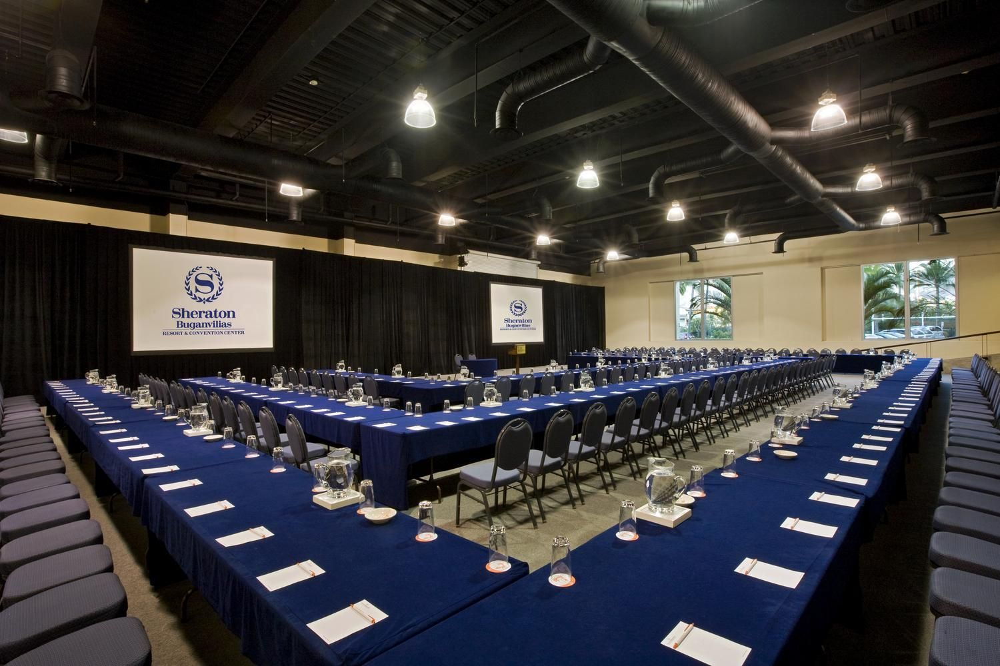 S
Sheraton
Buganvilias
RESORT & CONVENTION CENTER
S
Sheraton
Buganvilias
RESORT & CONVENTION CENTER